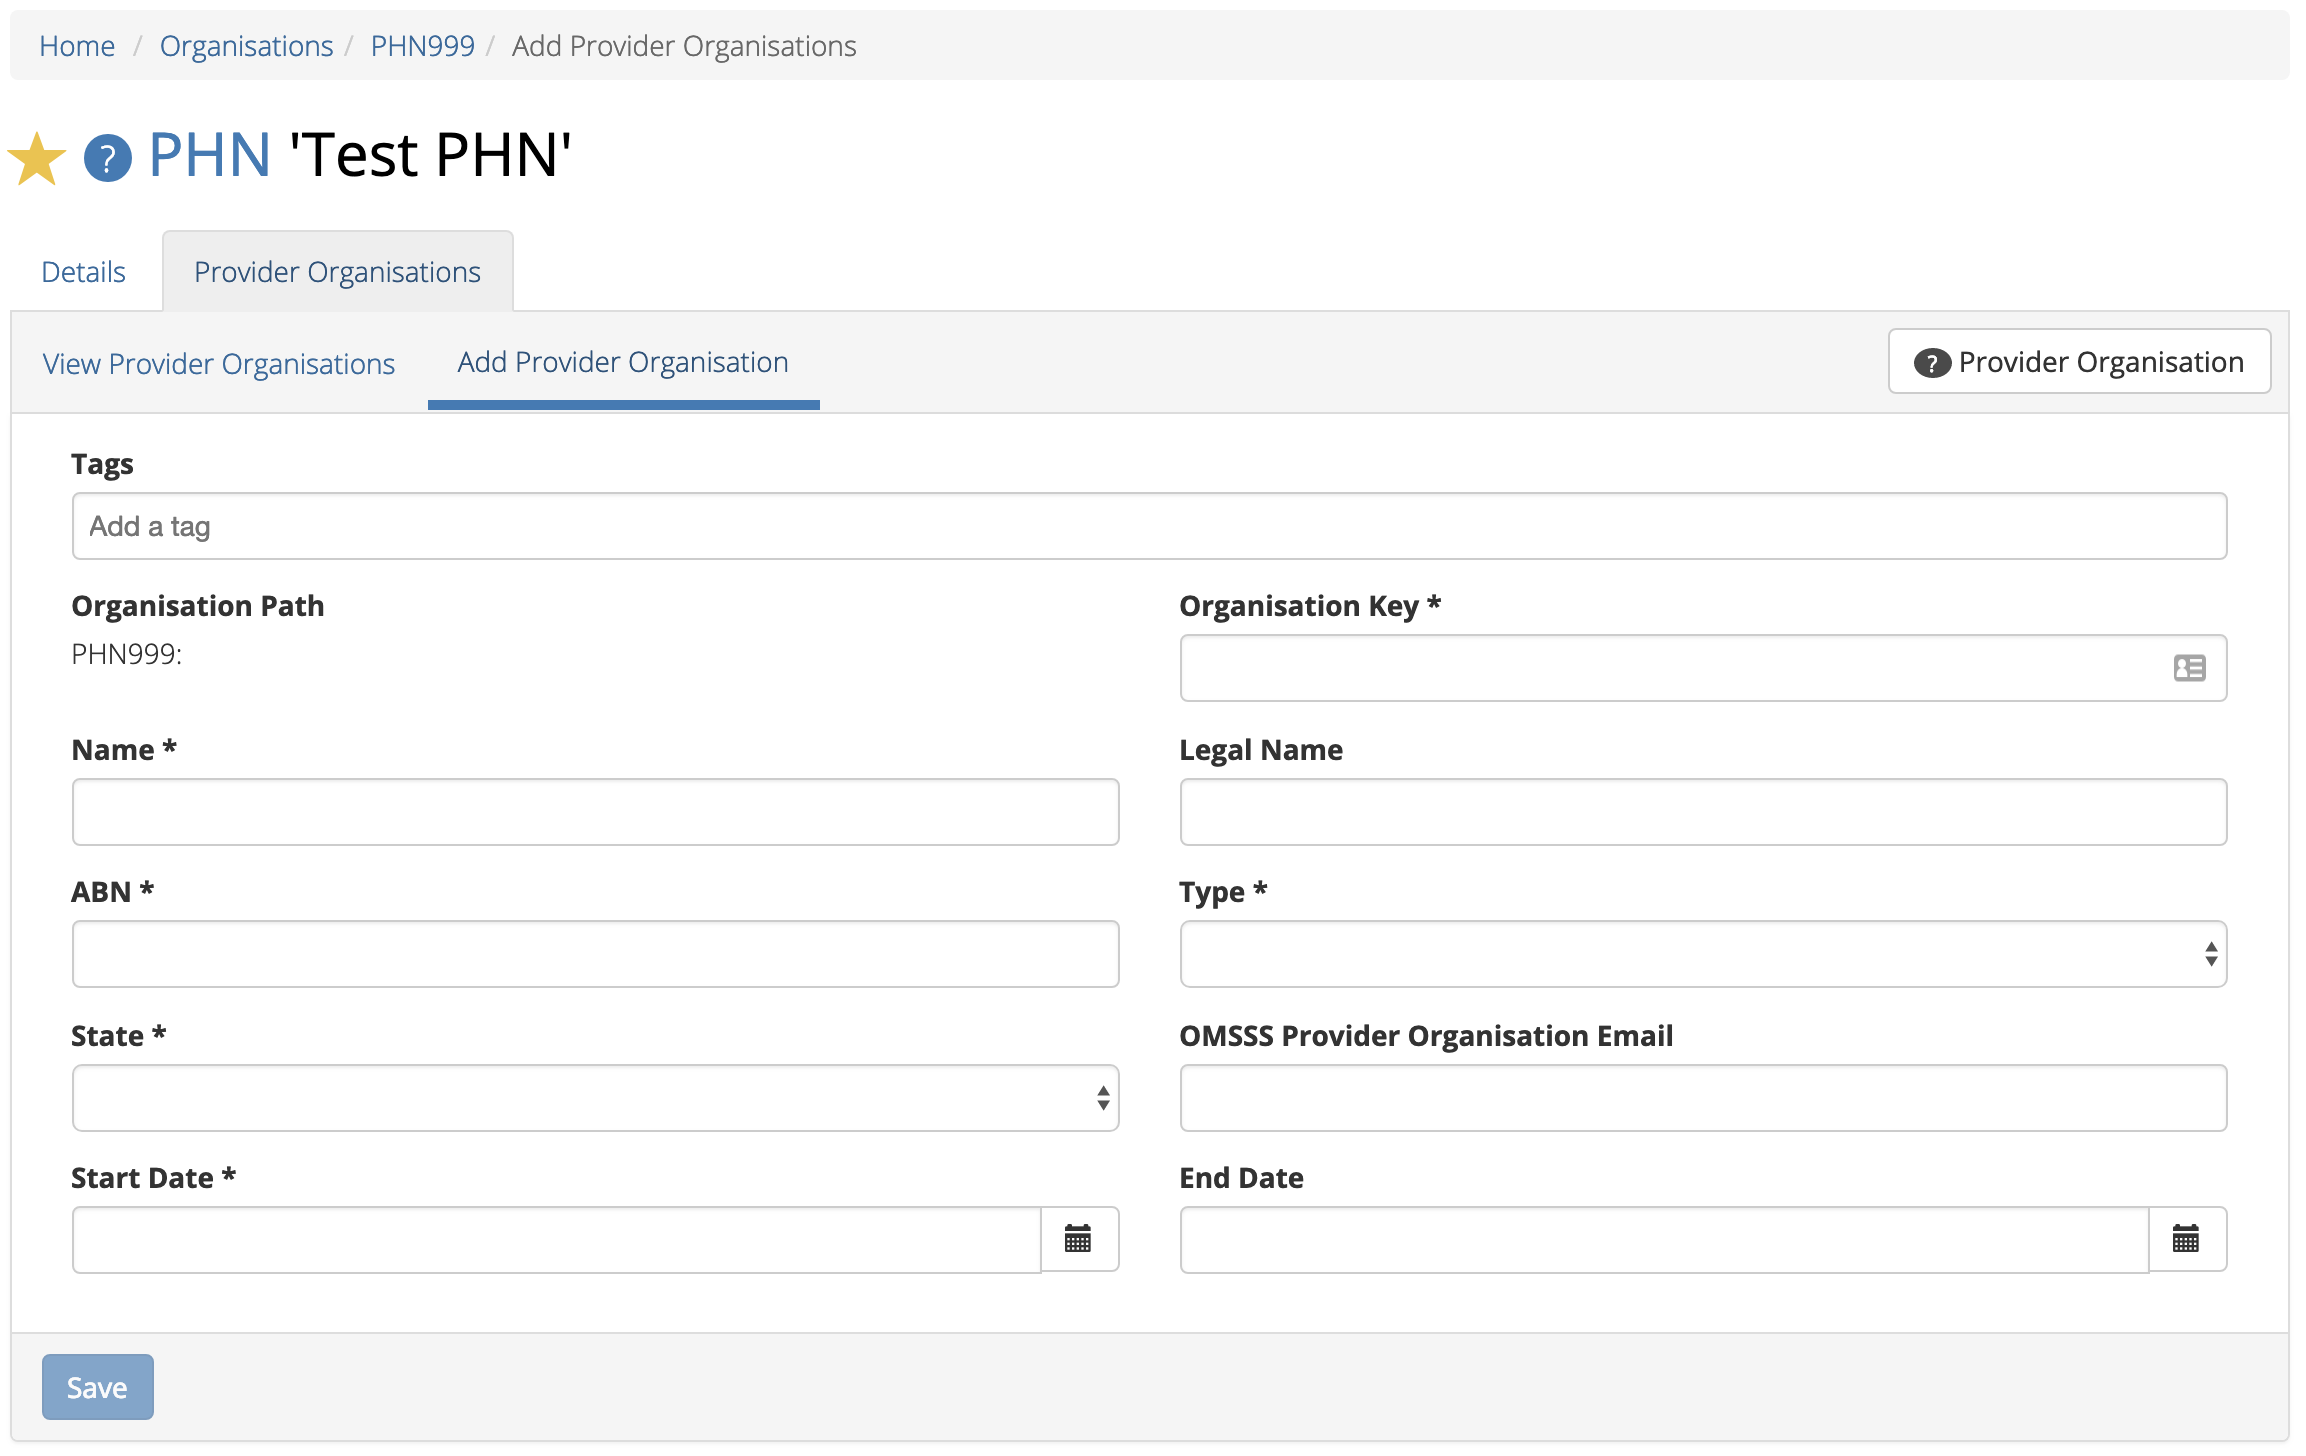 Home / Organisations / PHN999 / Add Provider Organisations
? PHN 'Test PHN'
Details Provider Organisations
View Provider Organisations Add Provider Organisation ? Provider Organisation
Tags
Add a tag
Organisation Path Organisation Key *
PHN999:
Name * Legal Name
ABN * Type *
State * OMSSS Provider Organisation Email
Start Date * End Date
Save